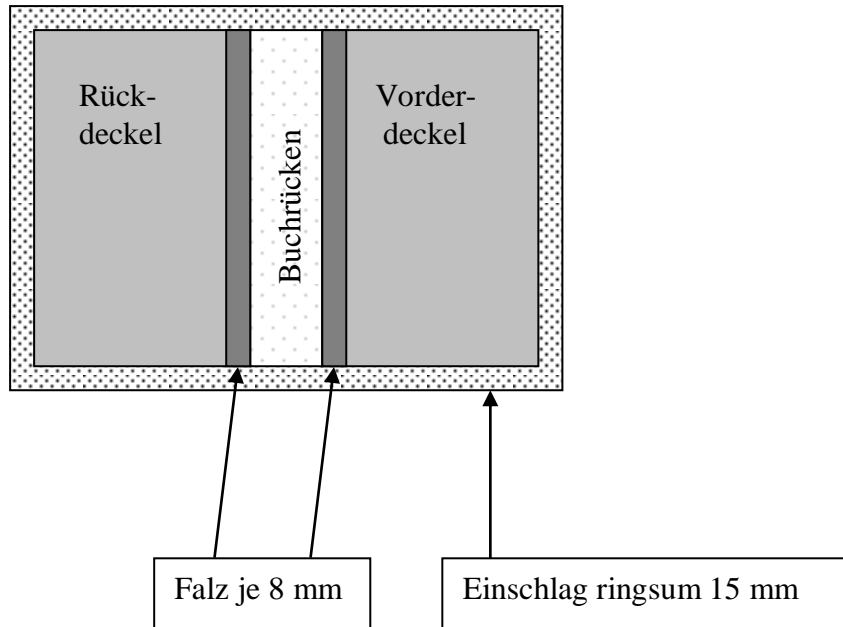 Rück-
deckel
Buchrücken
Vorder-
deckel
Falz je 8 mm
Einschlag ringsum 15 mm